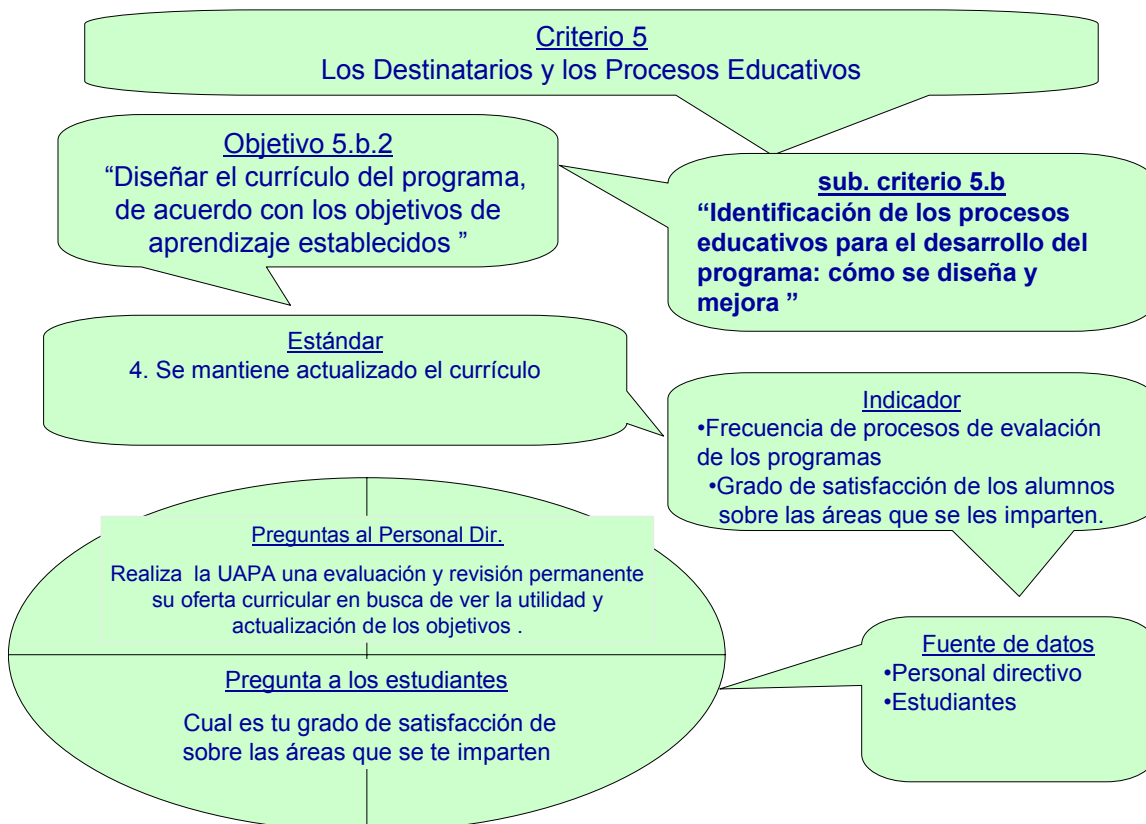 Criterio 5
Los Destinatarios y los Procesos Educativos
sub. criterio 5.b
“Identificación de los procesos
educativos para el desarrollo del
programa: cómo se diseña y
mejora ”
Objetivo 5.b.2
“Diseñar el currículo del programa,
de acuerdo con los objetivos de
aprendizaje establecidos ”
Estándar
4. Se mantiene actualizado el currículo
Indicador
•Frecuencia de procesos de evalación
de los programas
•Grado de satisfacción de los alumnos
sobre las áreas que se les imparten.
Fuente de datos
•Personal directivo
•Estudiantes
Preguntas al Personal Dir.
Realiza la UAPA una evaluación y revisión permanente
su oferta curricular en busca de ver la utilidad y
actualización de los objetivos .
Pregunta a los estudiantes
Cual es tu grado de satisfacción de
sobre las áreas que se te imparten